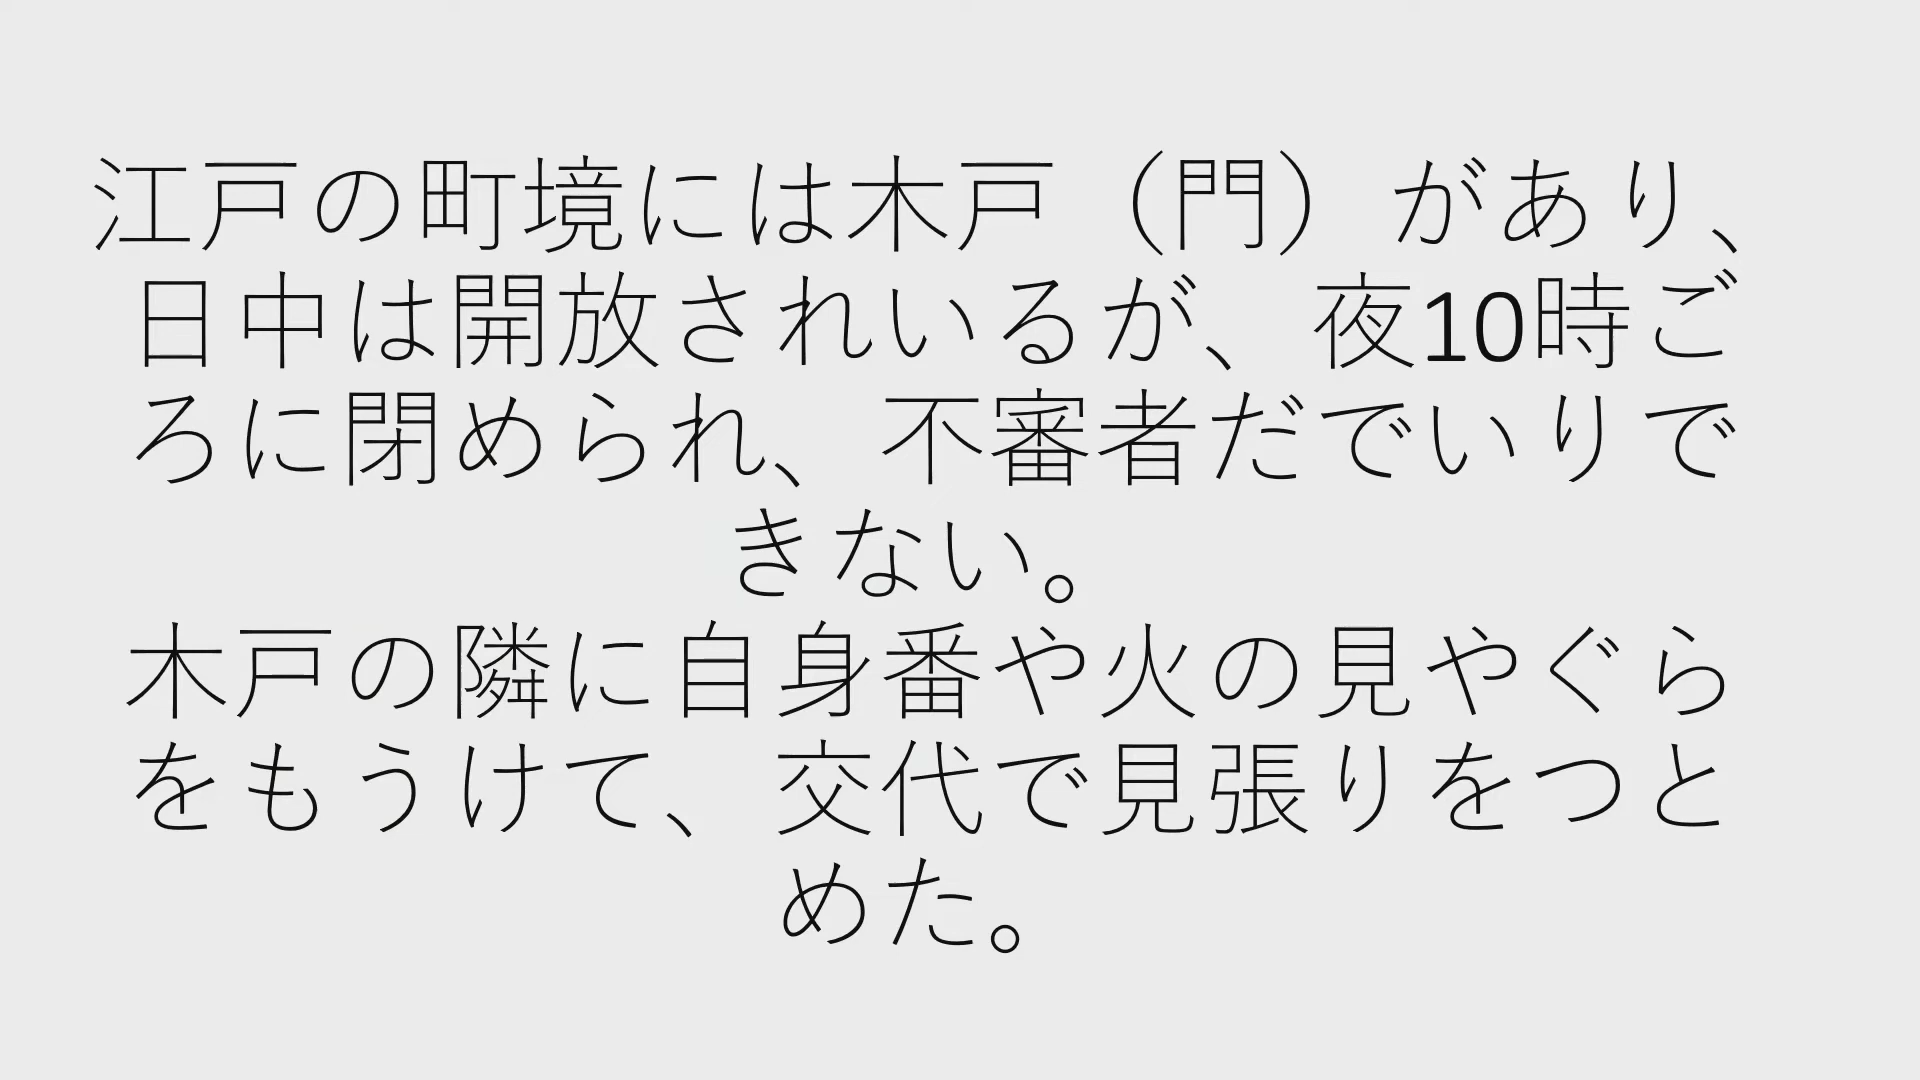 江戸の町境には木戸（門）があり、
日中は開放されいるが、夜10時ご
ろに閉められ、不審者だでいりで
きない。
木戸の隣に自身番や火の見やぐら
をもうけて、交代で見張りをつと
めた。